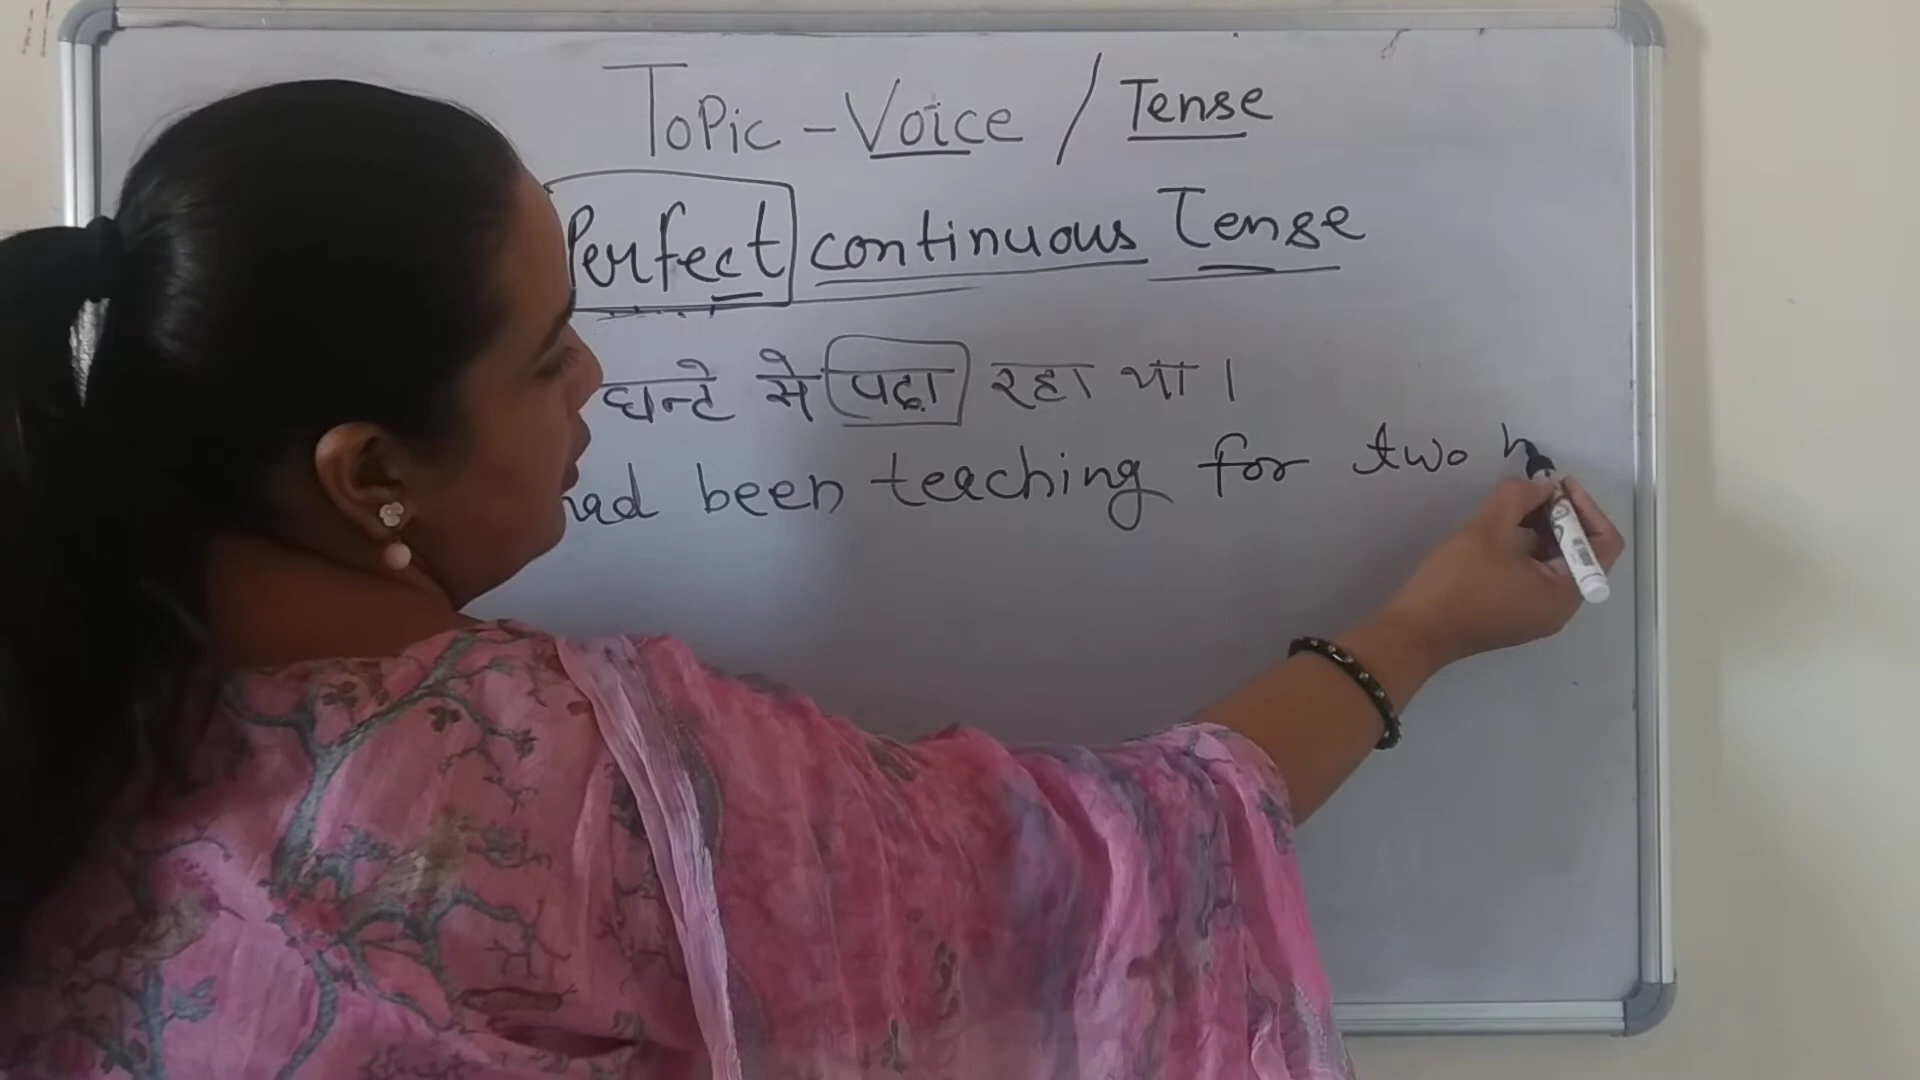 Topic - Voice / Tense
Perfect continuous Tense
घन्टे से पढ़ा रहा था ।
had been teaching for two h